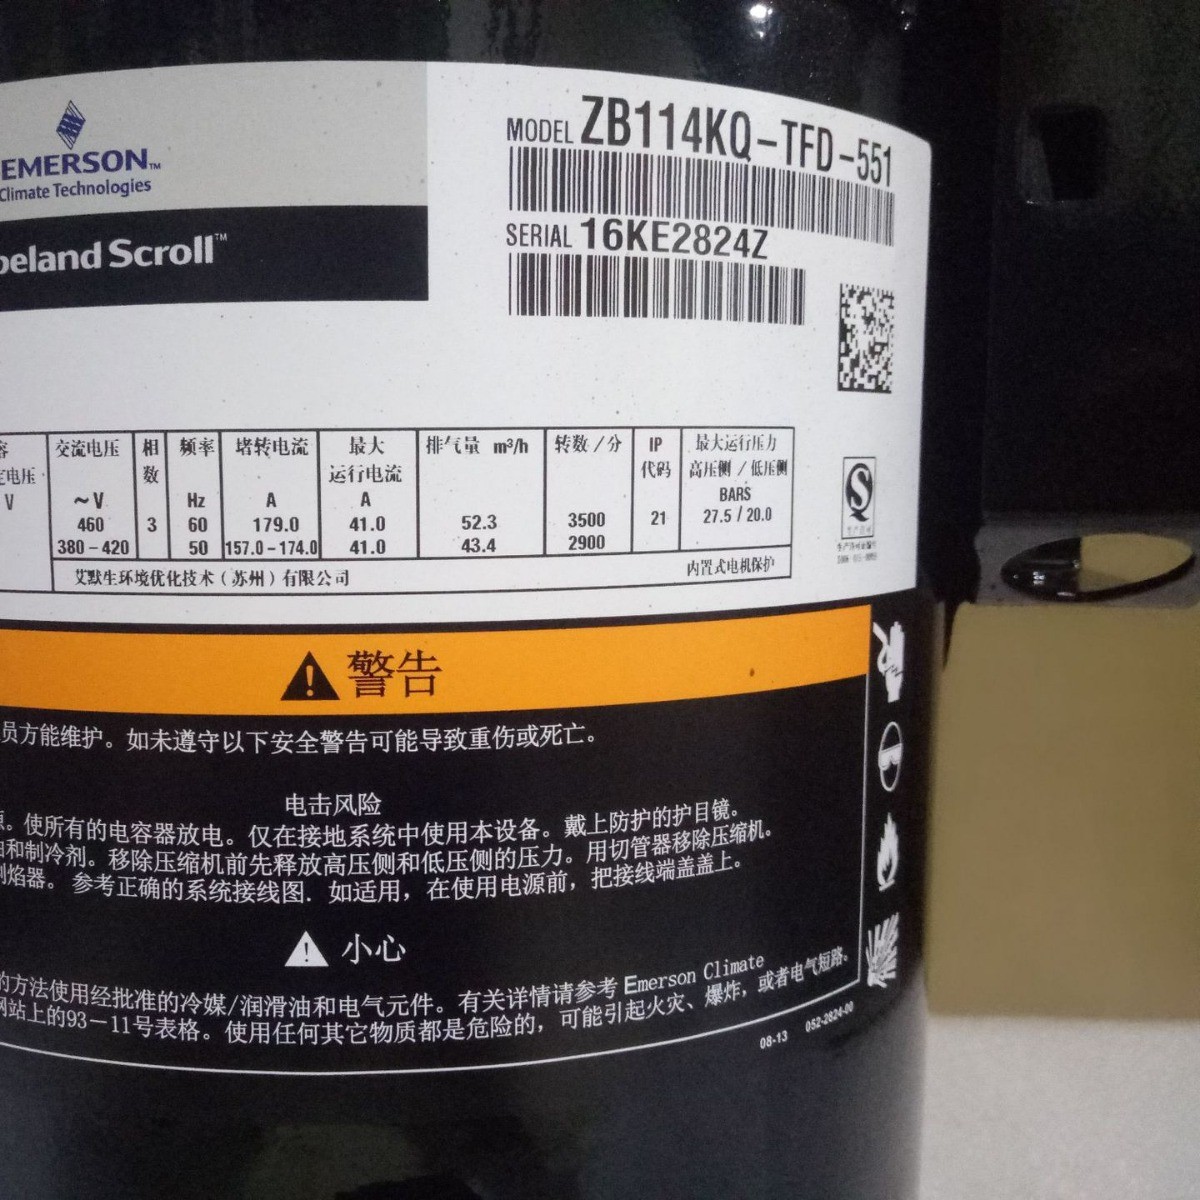 MODEL ZB114KQ-TFD-551
EMERSON™
Climate Technologies
SERIAL 16KE2824Z
peland Scroll™
容 交流电压 相 频率 堵转电流 最大 排气量 m³/h 转数/分 IP 最大运行压力
定电压 数 运行电流 代码 高压侧/低压侧
V ~V Hz A A BARS
460 3 60 179.0 41.0 52.3 3500 21 27.5/20.0
380-420 50 157.0-174.0 41.0 43.4 2900
艾默生环境优化技术(苏州)有限公司 内置式电机保护
警告
员方能维护。如未遵守以下安全警告可能导致重伤或死亡。
电击风险
源。使所有的电容器放电。仅在接地系统中使用本设备。戴上防护的护目镜。
和制冷剂。移除压缩机前先释放高压侧和低压侧的压力。用切管器移除压缩机。
焰器。参考正确的系统接线图. 如适用,在使用电源前,把接线端盖盖上。
小心
的方法使用经批准的冷媒/润滑油和电气元件。有关详情请参考 Emerson Climate
网站上的93-11号表格。使用任何其它物质都是危险的,可能引起火灾、爆炸,或者电气短路。
08-13 052-2824-00